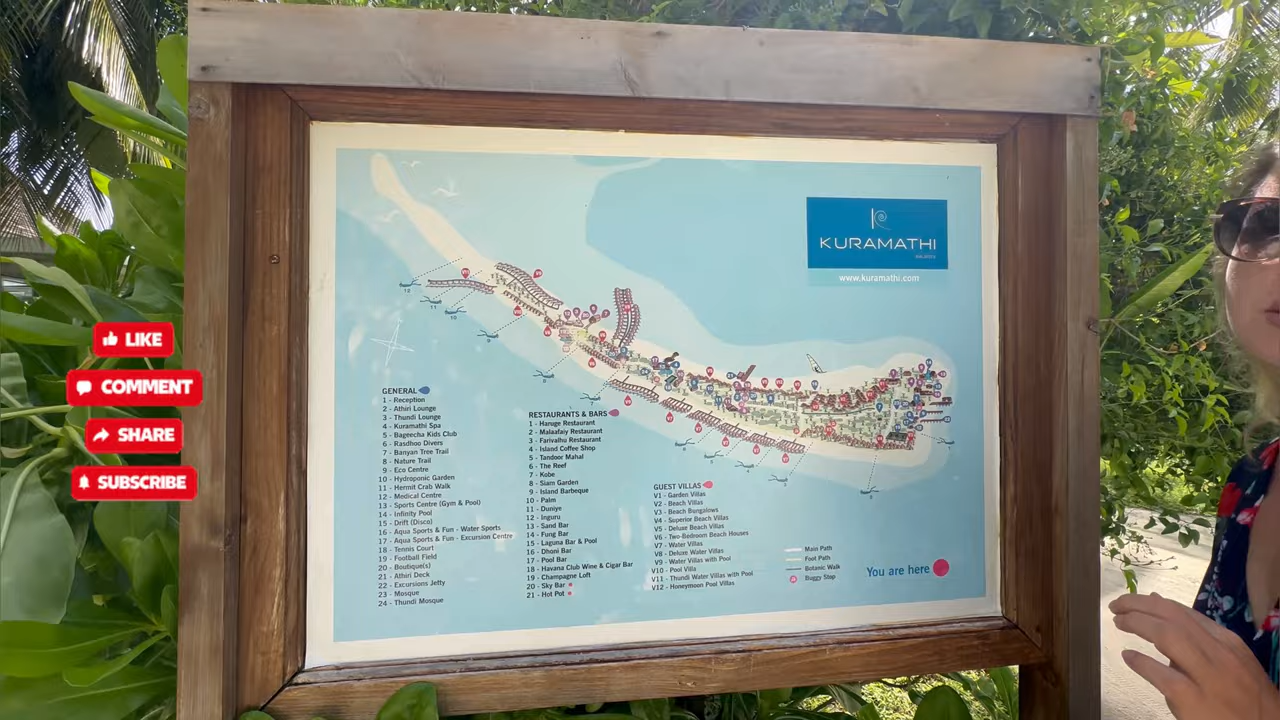 KURAMATHI
MALDIVES
www.kuramathi.com
LIKE
COMMENT
SHARE
SUBSCRIBE
GENERAL
1 - Reception
2 - Athiri Lounge
3 - Thundi Lounge
4 - Kuramathi Spa
5 - Bageecha Kids Club
6 - Rasdhoo Divers
7 - Banyan Tree Trail
8 - Nature Trail
9 - Eco Centre
10 - Hydroponic Garden
11 - Hermit Crab Walk
12 - Medical Centre
13 - Sports Centre (Gym & Pool)
14 - Infinity Pool
15 - Drift (Disco)
16 - Aqua Sports & Fun - Water Sports
17 - Aqua Sports & Fun - Excursion Centre
18 - Tennis Court
19 - Football Field
20 - Boutique(s)
21 - Athiri Deck
22 - Excursions Jetty
23 - Mosque
24 - Thundi Mosque
RESTAURANTS & BARS
1 - Haruge Restaurant
2 - Malaafaiy Restaurant
3 - Farivalhu Restaurant
4 - Island Coffee Shop
5 - Tandoor Mahal
6 - The Reef
7 - Kobe
8 - Siam Garden
9 - Island Barbeque
10 - Palm
11 - Duniye
12 - Inguru
13 - Sand Bar
14 - Fung Bar
15 - Laguna Bar & Pool
16 - Dhoni Bar
17 - Pool Bar
18 - Havana Club Wine & Cigar Bar
19 - Champagne Loft
20 - Sky Bar
21 - Hot Pot
GUEST VILLAS
V1 - Garden Villas
V2 - Beach Villas
V3 - Beach Bungalows
V4 - Superior Beach Villas
V5 - Deluxe Beach Villas
V6 - Two-Bedroom Beach Houses
V7 - Water Villas
V8 - Deluxe Water Villas
V9 - Water Villas with Pool
V10 - Pool Villa
V11 - Thundi Water Villas with Pool
V12 - Honeymoon Pool Villas
Main Path
Foot Path
Botanic Walk
Buggy Stop
You are here